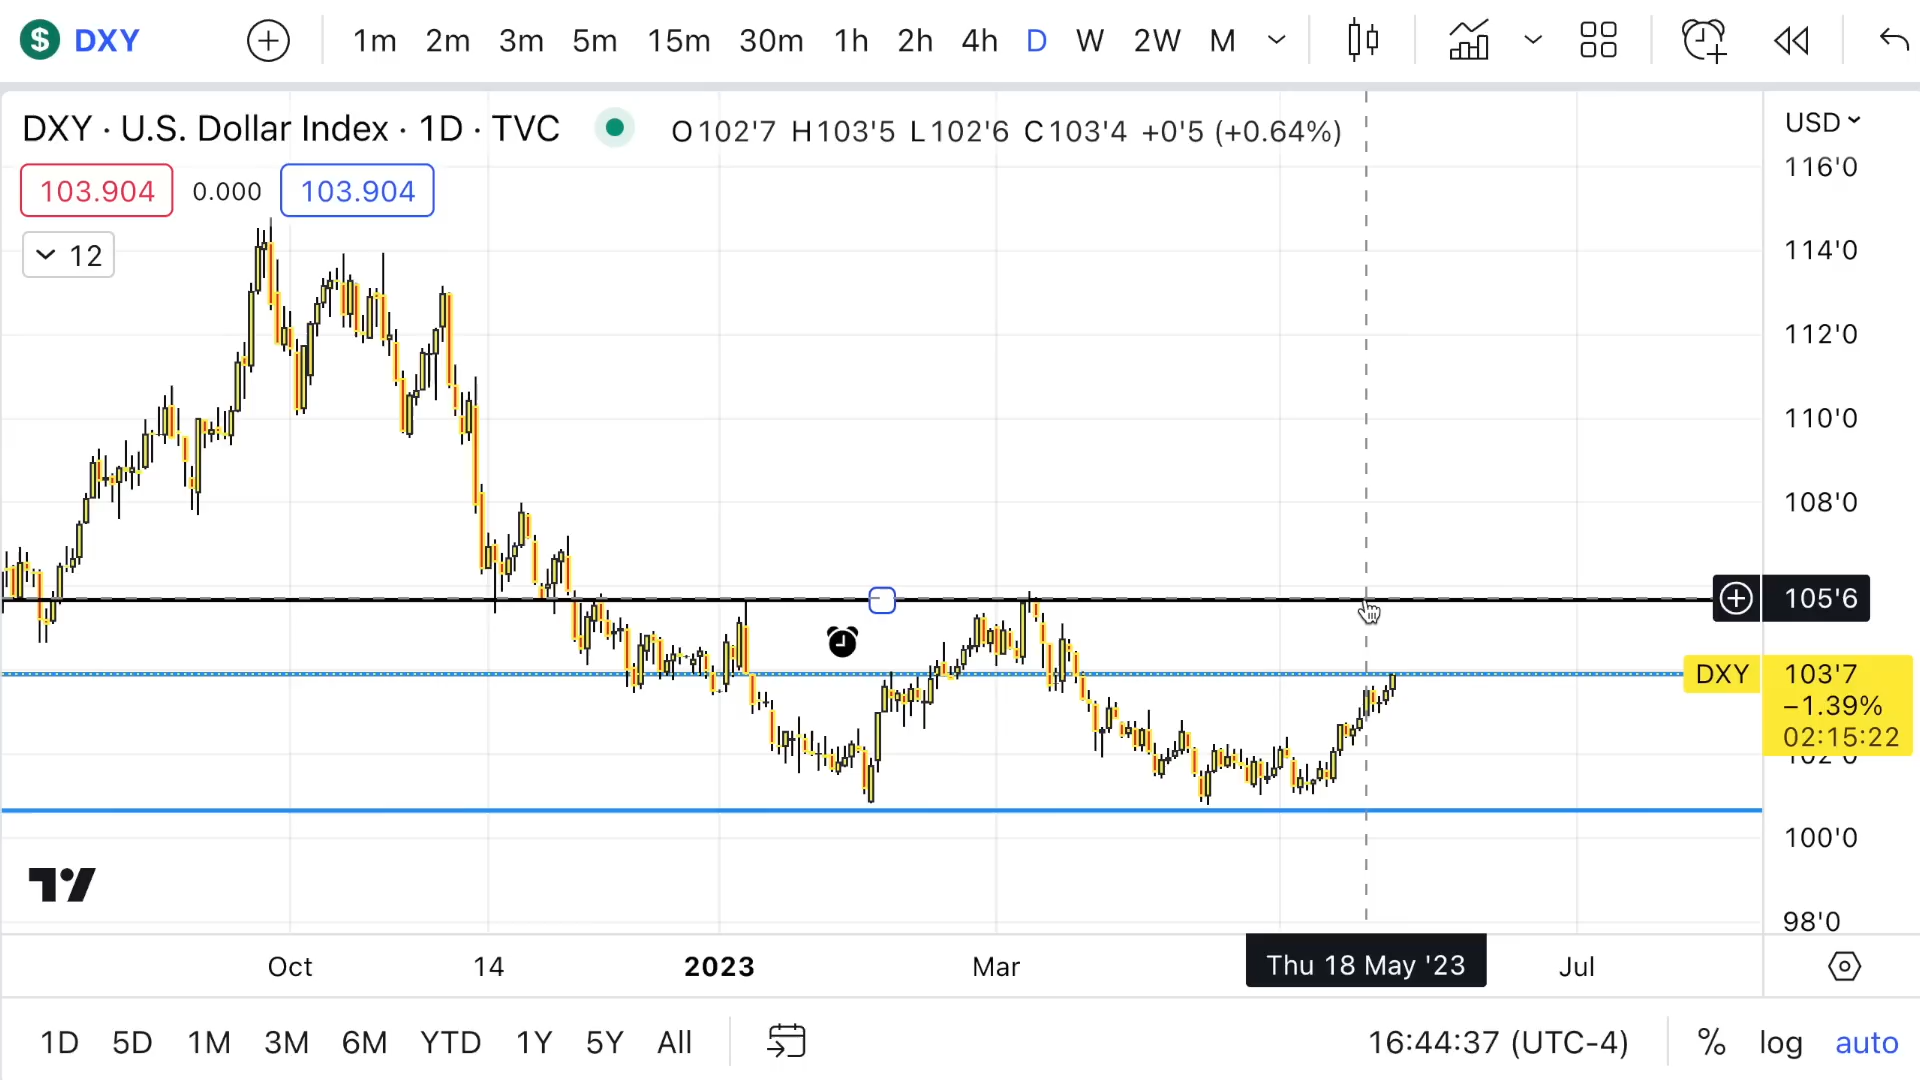 $ DXY 1m 2m 3m 5m 15m 30m 1h 2h 4h D W 2W M
DXY · U.S. Dollar Index · 1D · TVC O102'7 H103'5 L102'6 C103'4 +0'5 (+0.64%)
USD
103.904 0.000 103.904
12
116'0
114'0
112'0
110'0
108'0
105'6
DXY 103'7
−1.39%
02:15:22
102'0
100'0
98'0
Oct 14 2023 Mar Thu 18 May '23 Jul
1D 5D 1M 3M 6M YTD 1Y 5Y All 16:44:37 (UTC-4) % log auto